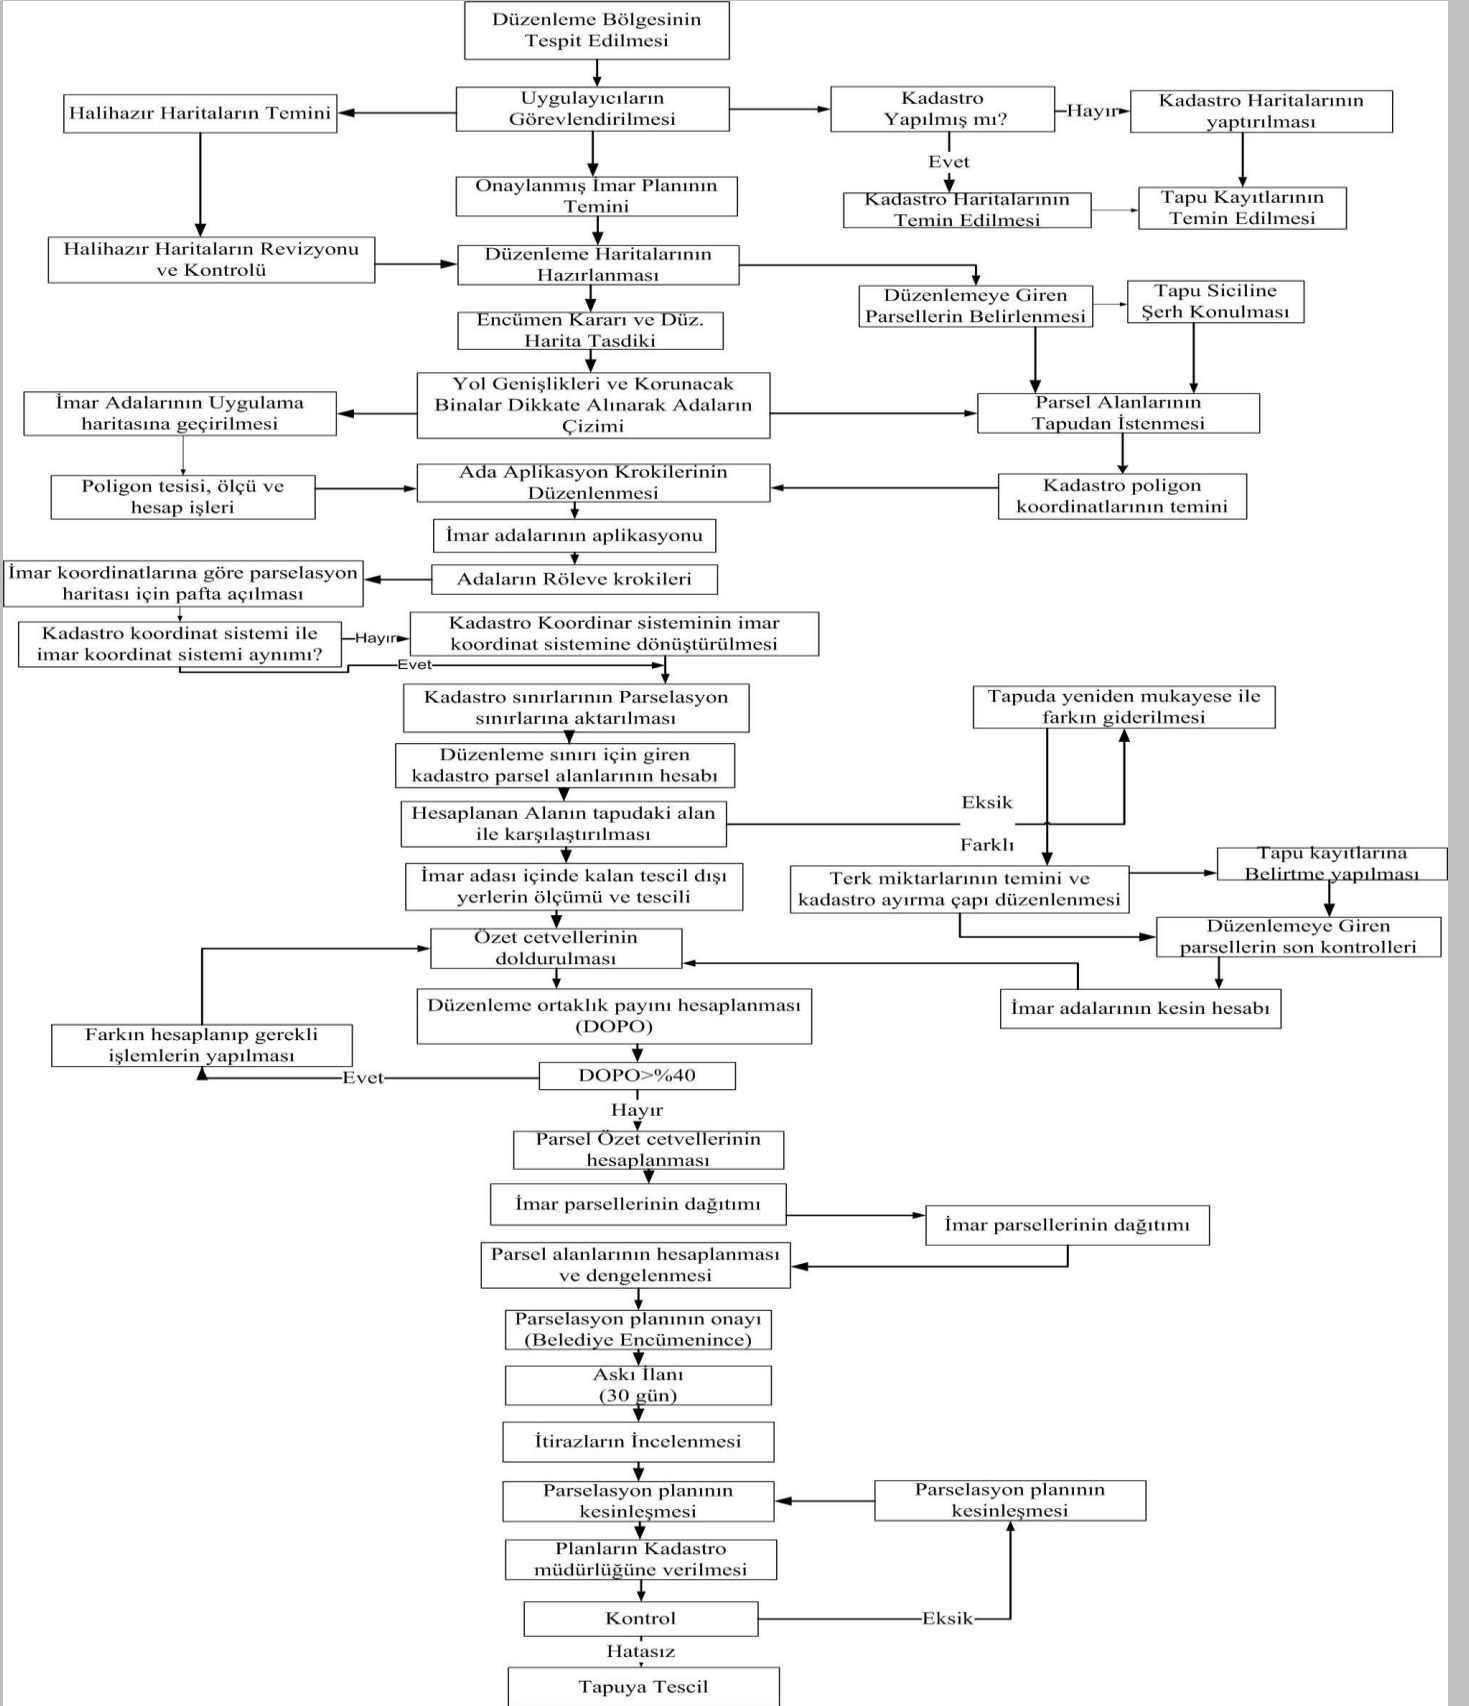 Düzenleme Bölgesinin
Tespit Edilmesi
Halihazır Haritaların Temini
Uygulayıcıların
Görevlendirilmesi
Kadastro
Yapılmış mı?
Hayır
Kadastro Haritalarının
yaptırılması
Evet
Onaylanmış İmar Planının
Temini
Kadastro Haritalarının
Temin Edilmesi
Tapu Kayıtlarının
Temin Edilmesi
Halihazır Haritaların Revizyonu
ve Kontrolü
Düzenleme Haritalarının
Hazırlanması
Düzenlemeye Giren
Parsellerin Belirlenmesi
Tapu Siciline
Şerh Konulması
Encümen Kararı ve Düz.
Harita Tasdiki
İmar Adalarının Uygulama
haritasına geçirilmesi
Yol Genişlikleri ve Korunacak
Binalar Dikkate Alınarak Adaların
Çizimi
Parsel Alanlarının
Tapudan İstenmesi
Poligon tesisi, ölçü ve
hesap işleri
Ada Aplikasyon Krokilerinin
Düzenlenmesi
Kadastro poligon
koordinatlarının temini
İmar adalarının aplikasyonu
İmar koordinatlarına göre parselasyon
haritası için pafta açılması
Adaların Röleve krokileri
Kadastro koordinat sistemi ile
imar koordinat sistemi aynımı?
Hayır
Kadastro Koordinar sisteminin imar
koordinat sistemine dönüştürülmesi
Evet
Kadastro sınırlarının Parselasyon
sınırlarına aktarılması
Tapuda yeniden mukayese ile
farkın giderilmesi
Düzenleme sınırı için giren
kadastro parsel alanlarının hesabı
Hesaplanan Alanın tapudaki alan
ile karşılaştırılması
Eksik
Farklı
İmar adası içinde kalan tescil dışı
yerlerin ölçümü ve tescili
Terk miktarlarının temini ve
kadastro ayırma çapı düzenlenmesi
Tapu kayıtlarına
Belirtme yapılması
Özet cetvellerinin
doldurulması
Düzenlemeye Giren
parsellerin son kontrolleri
Düzenleme ortaklık payını hesaplanması
(DOPO)
İmar adalarının kesin hesabı
Farkın hesaplanıp gerekli
işlemlerin yapılması
Evet
DOPO>%40
Hayır
Parsel Özet cetvellerinin
hesaplanması
İmar parsellerinin dağıtımı
İmar parsellerinin dağıtımı
Parsel alanlarının hesaplanması
ve dengelenmesi
Parselasyon planının onayı
(Belediye Encümenince)
Askı İlanı
(30 gün)
İtirazların İncelenmesi
Parselasyon planının
kesinleşmesi
Parselasyon planının
kesinleşmesi
Planların Kadastro
müdürlüğüne verilmesi
Kontrol
Eksik
Hatasız
Tapuya Tescil